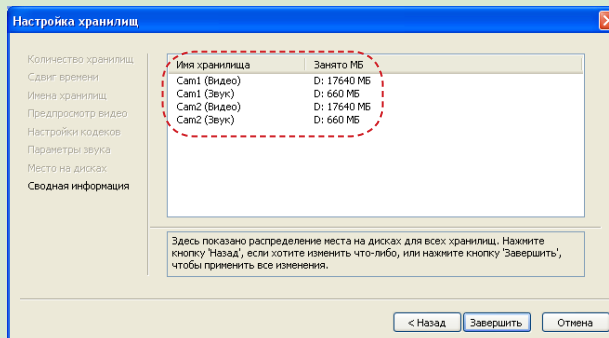 Настройка хранилищ
Количество хранилищ
Сдвиг времени
Имена хранилищ
Предпросмотр видео
Настройки кодеков
Параметры звука
Место на дисках
Сводная информация
Имя хранилища Занято МБ
Cam1 (Видео) D: 17640 МБ
Cam1 (Звук) D: 660 МБ
Cam2 (Видео) D: 17640 МБ
Cam2 (Звук) D: 660 МБ
Здесь показано распределение места на дисках для всех хранилищ. Нажмите
кнопку 'Назад', если хотите изменить что-либо, или нажмите кнопку 'Завершить',
чтобы применить все изменения.
< Назад Завершить Отмена